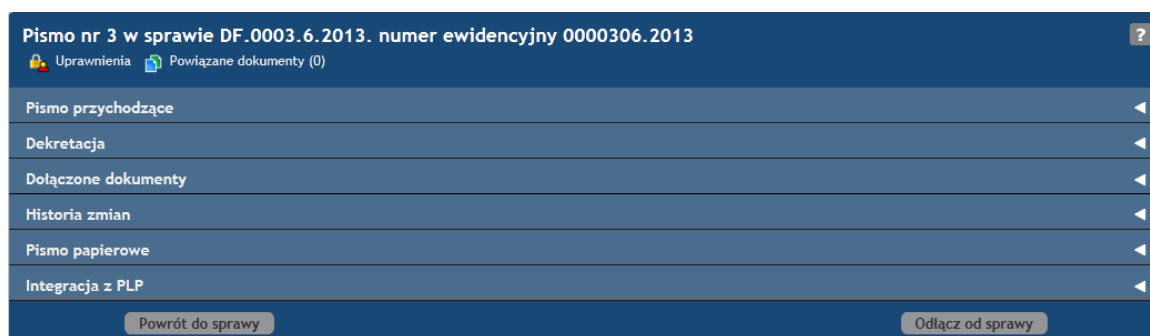 Pismo nr 3 w sprawie DF.0003.6.2013. numer ewidencyjny 0000306.2013
?
Uprawnienia Powiązane dokumenty (0)
Pismo przychodzące
Dekretacja
Dołączone dokumenty
Historia zmian
Pismo papierowe
Integracja z PLP
Powrót do sprawy Odłącz od sprawy